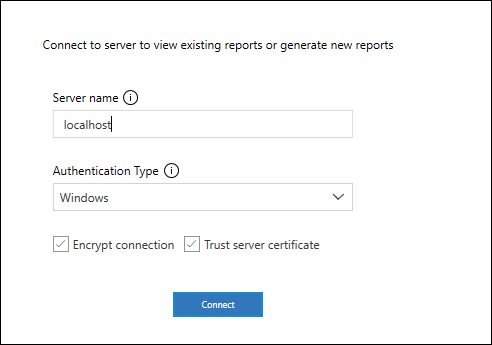 Connect to server to view existing reports or generate new reports
Server name
localhost
Authentication Type
Windows
Encrypt connection Trust server certificate
Connect